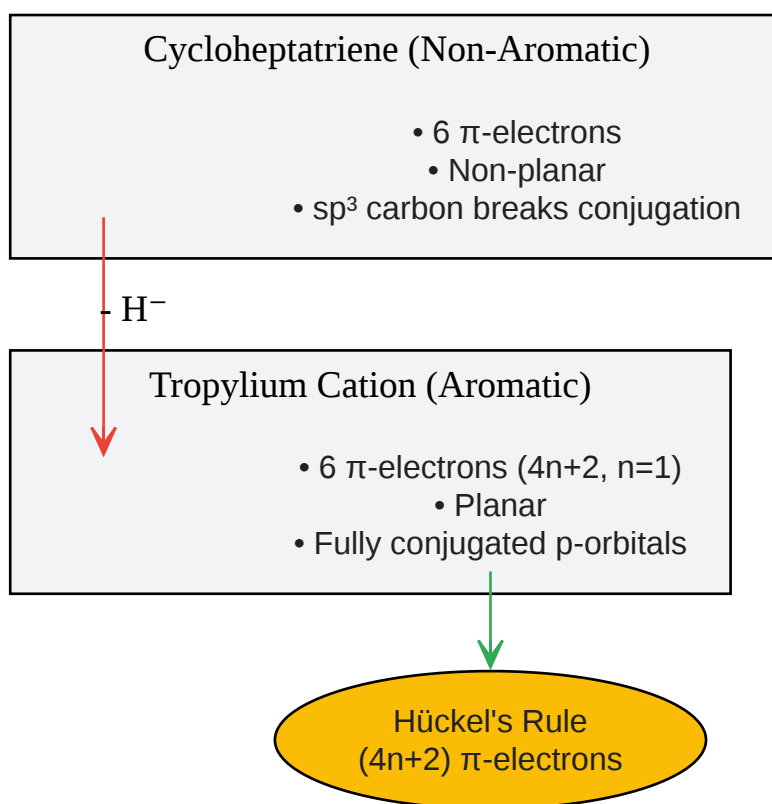 Cycloheptatriene (Non-Aromatic)
• 6 π-electrons
• Non-planar
• sp³ carbon breaks conjugation
- H⁻
Tropylium Cation (Aromatic)
• 6 π-electrons (4n+2, n=1)
• Planar
• Fully conjugated p-orbitals
Hückel's Rule
(4n+2) π-electrons